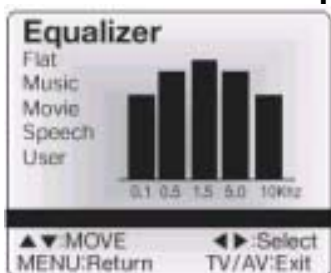 Equalizer
Flat
Music
Movie
Speech
User
0.1 0.5 1.5 5.0 10KHz
▲▼:MOVE ◄►:Select
MENU:Return TV/AV:Exit